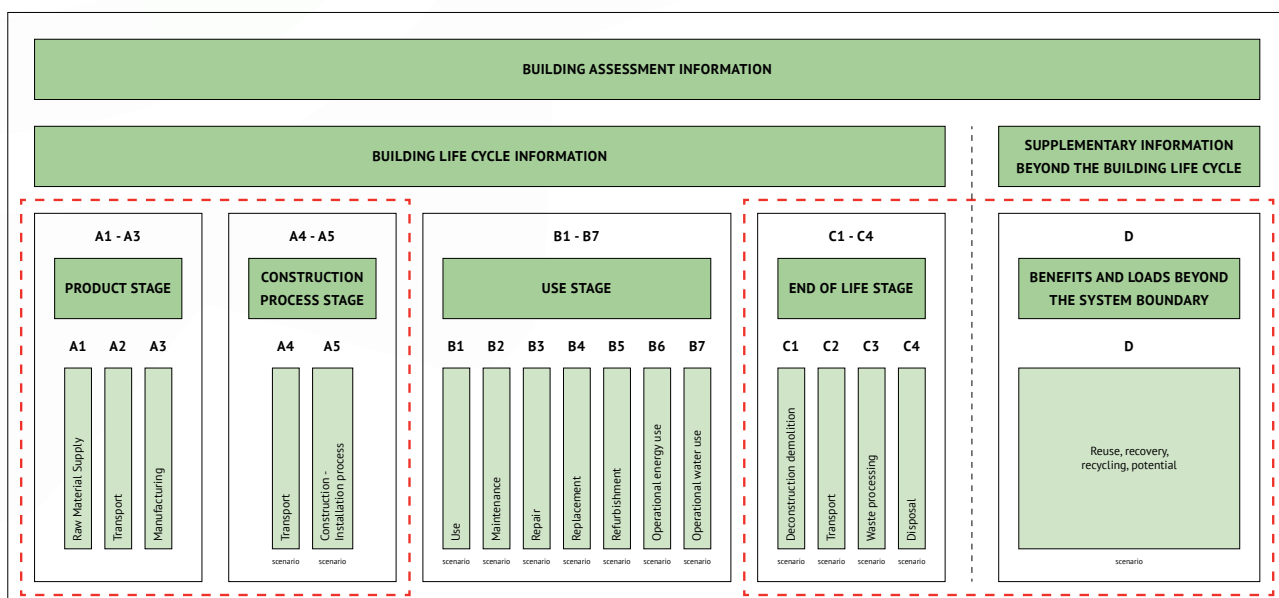 BUILDING ASSESSMENT INFORMATION
BUILDING LIFE CYCLE INFORMATION
SUPPLEMENTARY INFORMATION
BEYOND THE BUILDING LIFE CYCLE
A1 - A3
PRODUCT STAGE
A1
A2
A3
Raw Material Supply
Transport
Manufacturing
A4 - A5
CONSTRUCTION
PROCESS STAGE
A4
A5
Transport
Construction -
Installation process
scenario
scenario
B1 - B7
USE STAGE
B1
B2
B3
B4
B5
B6
B7
Use
Maintenance
Repair
Replacement
Refurbishment
Operational energy use
Operational water use
scenario
scenario
scenario
scenario
scenario
scenario
scenario
C1 - C4
END OF LIFE STAGE
C1
C2
C3
C4
Deconstruction demolition
Transport
Waste processing
Disposal
scenario
scenario
scenario
scenario
D
BENEFITS AND LOADS BEYOND
THE SYSTEM BOUNDARY
D
Reuse, recovery,
recycling, potential
scenario